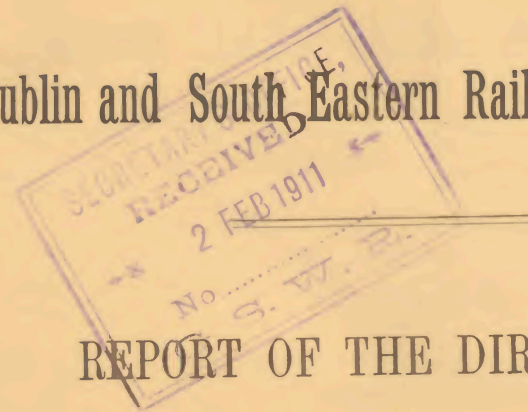 ublin and South Eastern Rail
SECRETARY'S OFFICE,
RECEIVED
2 FEB 1911
No..............
S. W. R.
REPORT OF THE DIR